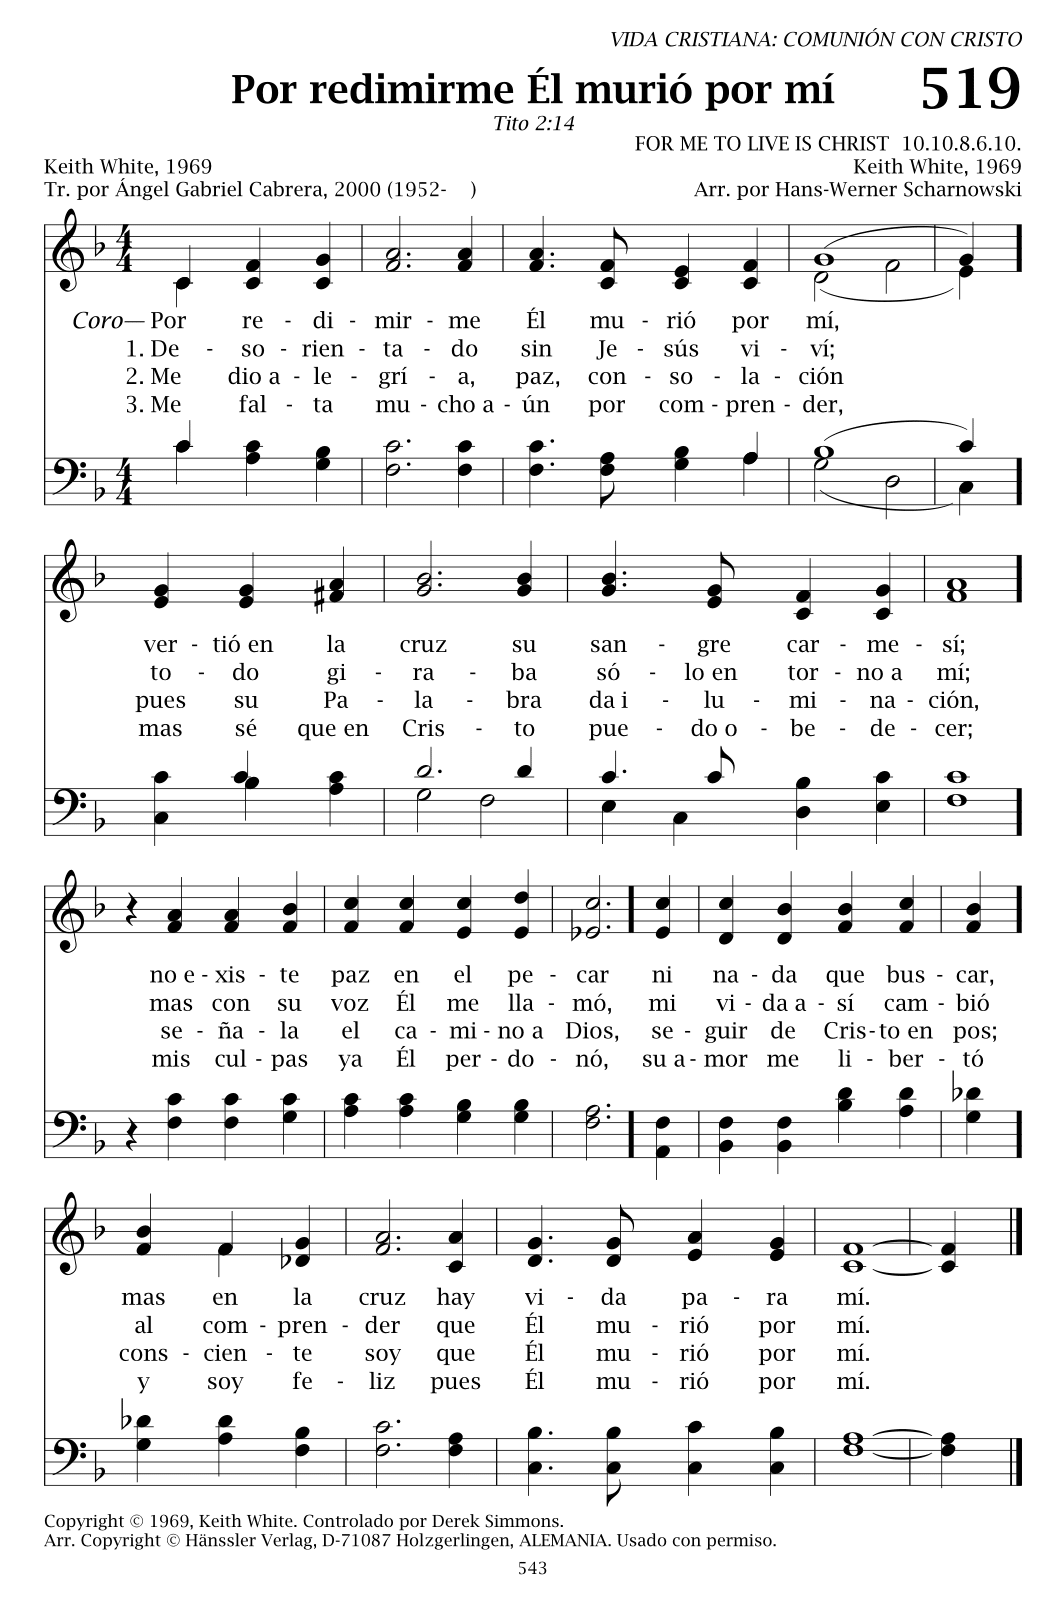 VIDA CRISTIANA: COMUNIÓN CON CRISTO
Por redimirme Él murió por mí 519
Tito 2:14
FOR ME TO LIVE IS CHRIST 10.10.8.6.10.
Keith White, 1969 Keith White, 1969
Tr. por Ángel Gabriel Cabrera, 2000 (1952- ) Arr. por Hans-Werner Scharnowski
Coro— Por re - di - mir - me Él mu - rió por mí,
1. De - so - rien - ta - do sin Je - sús vi - ví;
2. Me dio a - le - grí - a, paz, con - so - la - ción
3. Me fal - ta mu - cho a - ún por com - pren - der,
ver - tió en la cruz su san - gre car - me - sí;
to - do gi - ra - ba só - lo en tor - no a mí;
pues su Pa - la - bra da i - lu - mi - na - ción,
mas sé que en Cris - to pue - do o - be - de - cer;
no e - xis - te paz en el pe - car ni na - da que bus - car,
mas con su voz Él me lla - mó, mi vi - da a - sí cam - bió
se - ña - la el ca - mi - no a Dios, se - guir de Cris - to en pos;
mis cul - pas ya Él per - do - nó, su a - mor me li - ber - tó
mas en la cruz hay vi - da pa - ra mí.
al com - pren - der que Él mu - rió por mí.
cons - cien - te soy que Él mu - rió por mí.
y soy fe - liz pues Él mu - rió por mí.
Copyright © 1969, Keith White. Controlado por Derek Simmons.
Arr. Copyright © Hänssler Verlag, D-71087 Holzgerlingen, ALEMANIA. Usado con permiso.
543